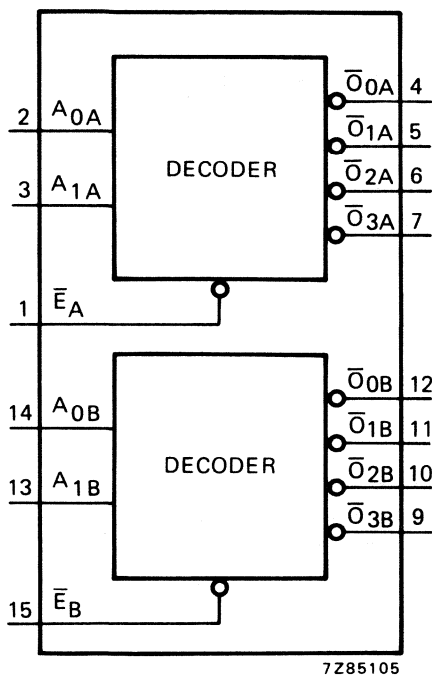 Ō0A 4
2 A0A
Ō1A 5
DECODER
Ō2A 6
3 A1A
Ō3A 7
1 ĒA
Ō0B 12
14 A0B
Ō1B 11
DECODER
Ō2B 10
13 A1B
Ō3B 9
15 ĒB
7Z85105